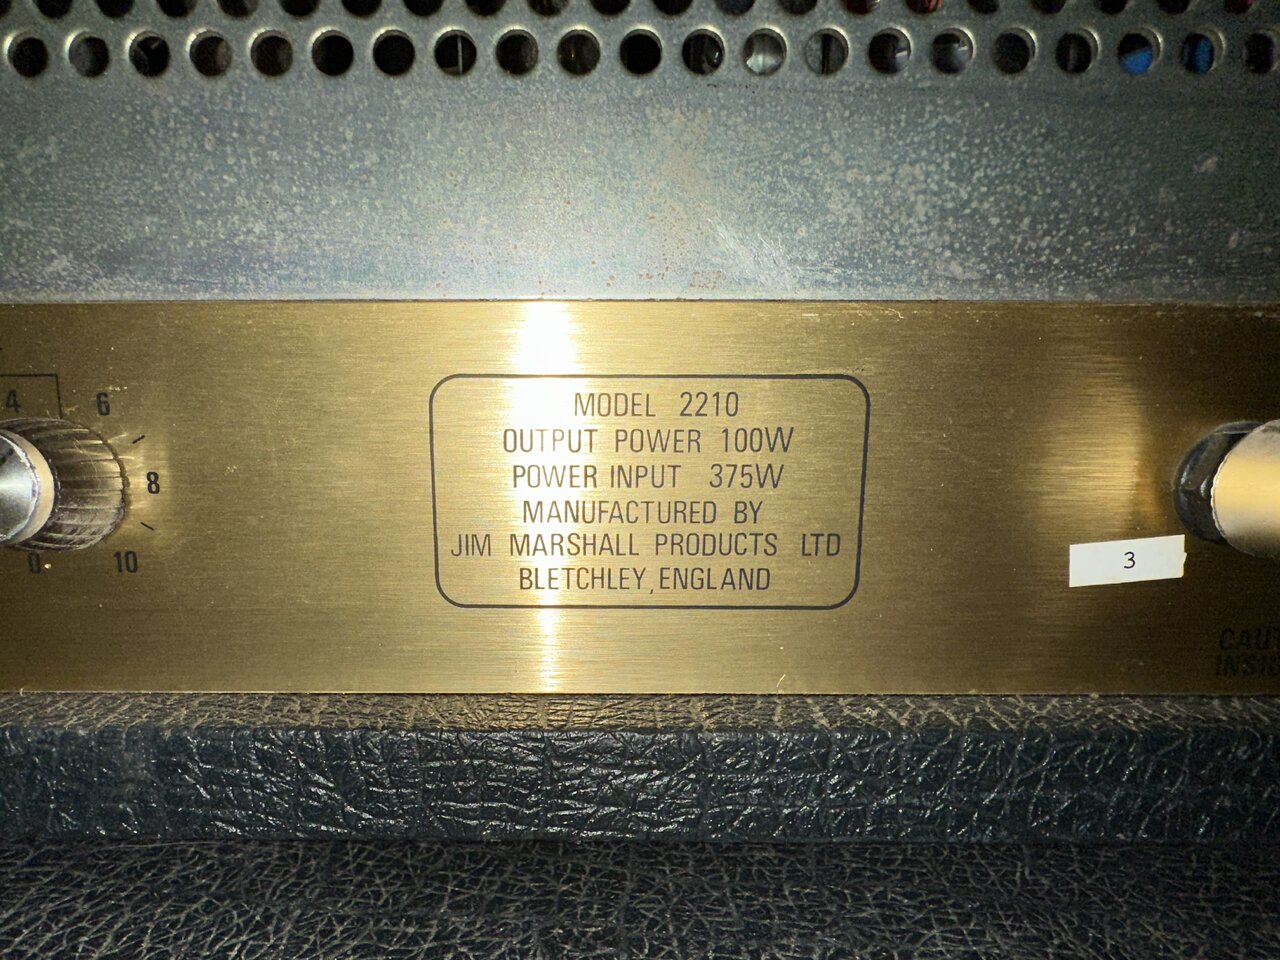 4 6
8
0 10
MODEL 2210
OUTPUT POWER 100W
POWER INPUT 375W
MANUFACTURED BY
JIM MARSHALL PRODUCTS LTD
BLETCHLEY, ENGLAND
3